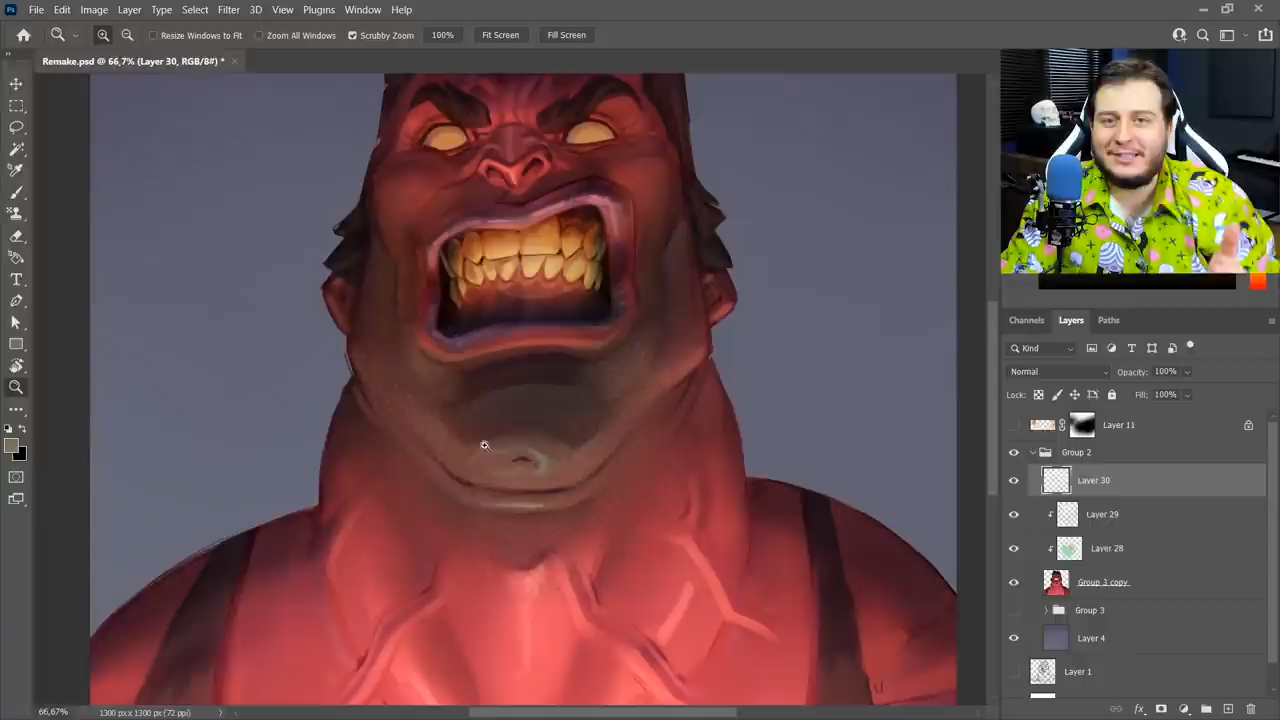 Ps File Edit Image Layer Type Select Filter 3D View Plugins Window Help
Resize Windows to Fit Zoom All Windows Scrubby Zoom 100% Fit Screen Fill Screen
Remake.psd @ 66,7% (Layer 30, RGB/8#) *
Channels Layers Paths
Kind
Normal Opacity: 100%
Lock: Fill: 100%
Layer 11
Group 2
Layer 30
Layer 29
Layer 28
Group 3 copy
Group 3
Layer 4
Layer 1
66,67% 1300 px x 1300 px (72 ppi)